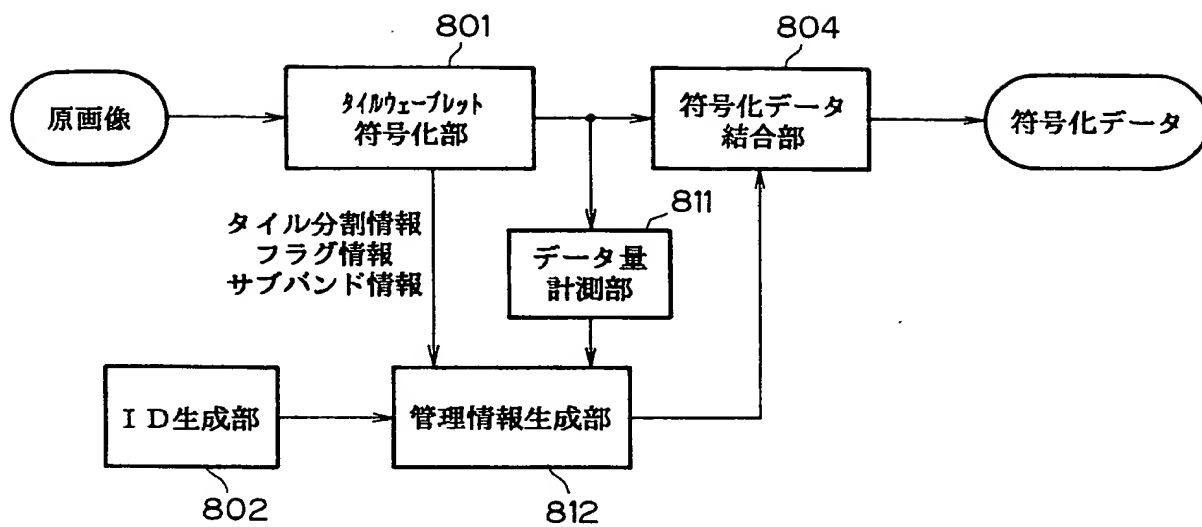 801
804
原画像
タイルウェーブレット
符号化部
符号化データ
結合部
符号化データ
タイル分割情報
フラグ情報
サブバンド情報
811
データ量
計測部
ID生成部
管理情報生成部
802
812